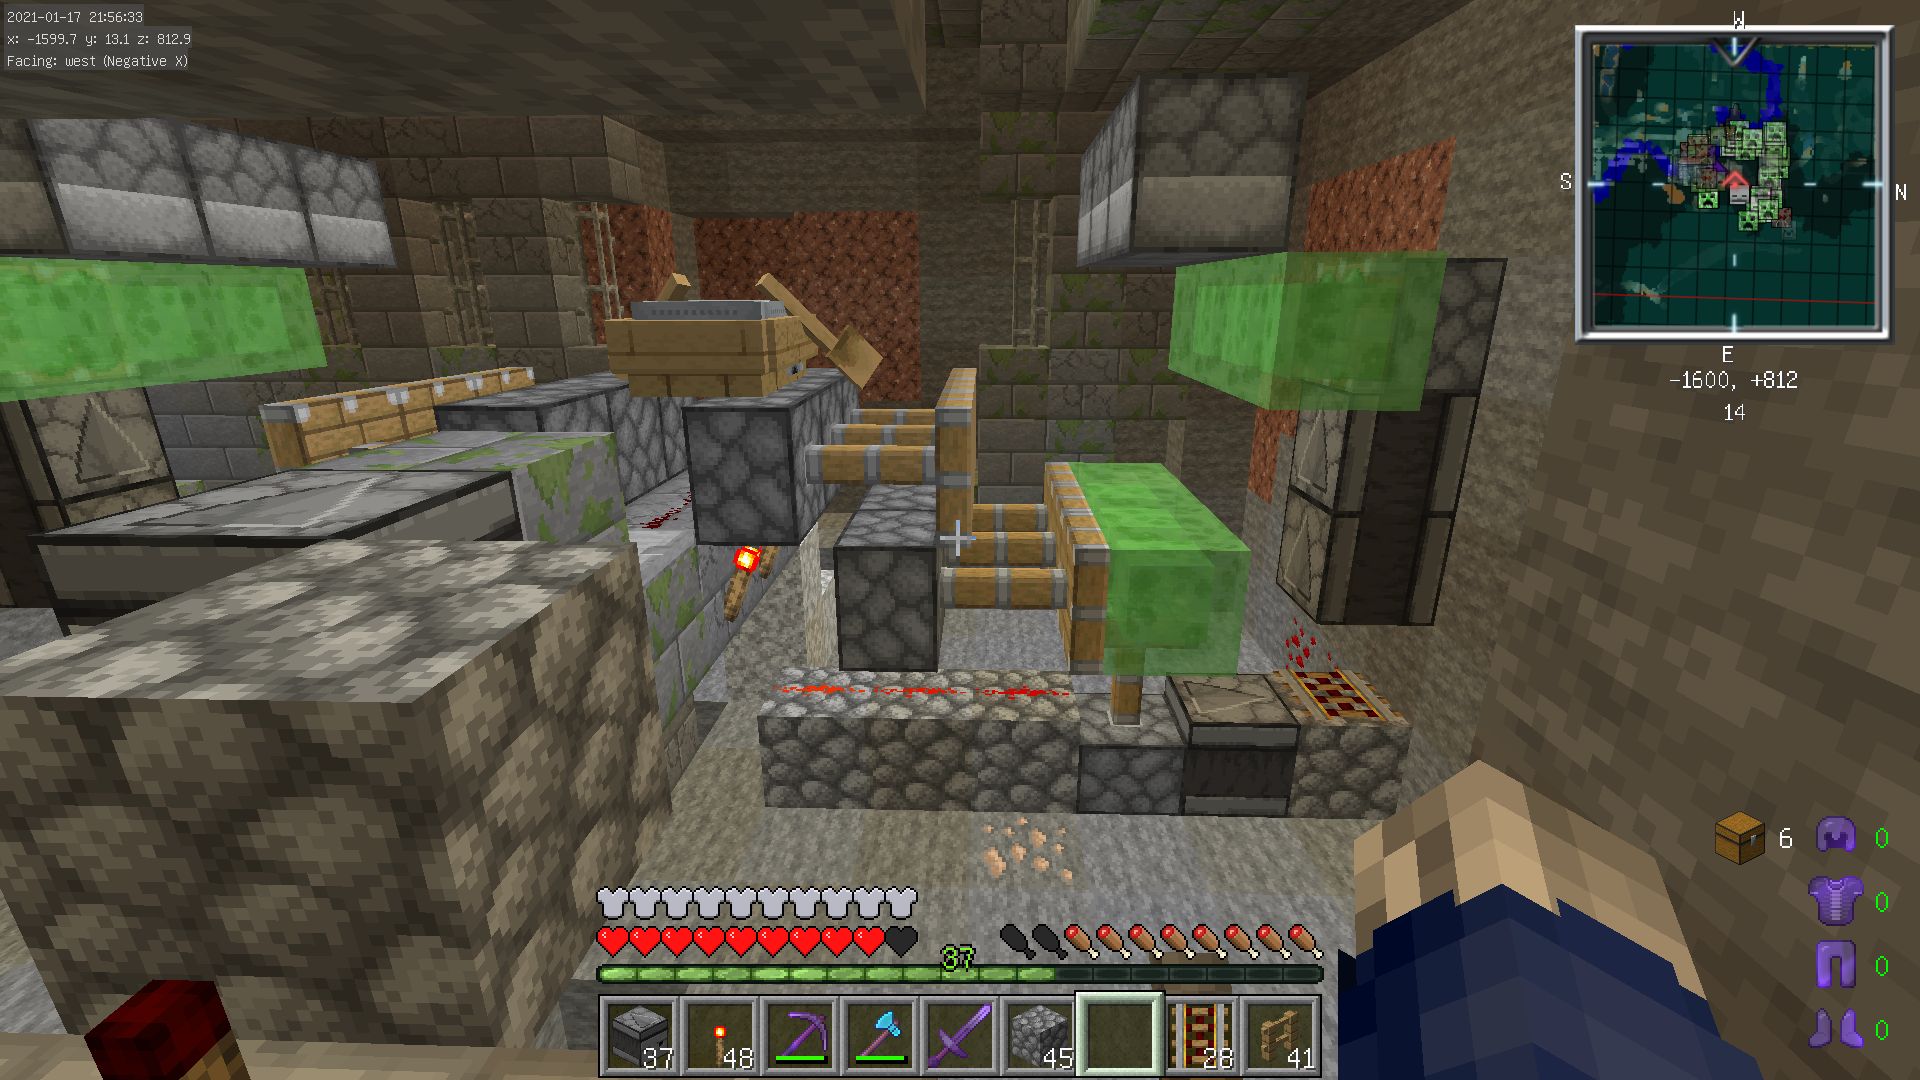 2021-01-17 21:56:33
x: -1599.7 y: 13.1 z: 812.9
Facing: west (Negative X)
W
S
N
E
-1600, +812
14
6
0
0
0
0
37
37
48
45
28
41